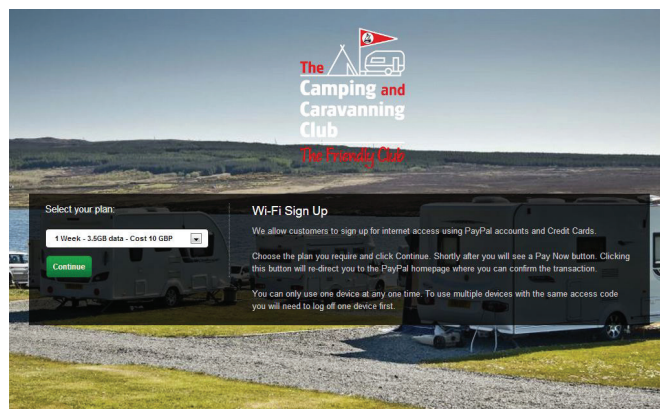 The
Camping and
Caravanning
Club
The Friendly Club
Select your plan:
1 Week - 3.5GB data - Cost 10 GBP
Continue
Wi-Fi Sign Up
We allow customers to sign up for internet access using PayPal accounts and Credit Cards.
Choose the plan you require and click Continue. Shortly after you will see a Pay Now button. Clicking
this button will re-direct you to the PayPal homepage where you can confirm the transaction.
You can only use one device at any one time. To use multiple devices with the same access code
you will need to log off one device first.